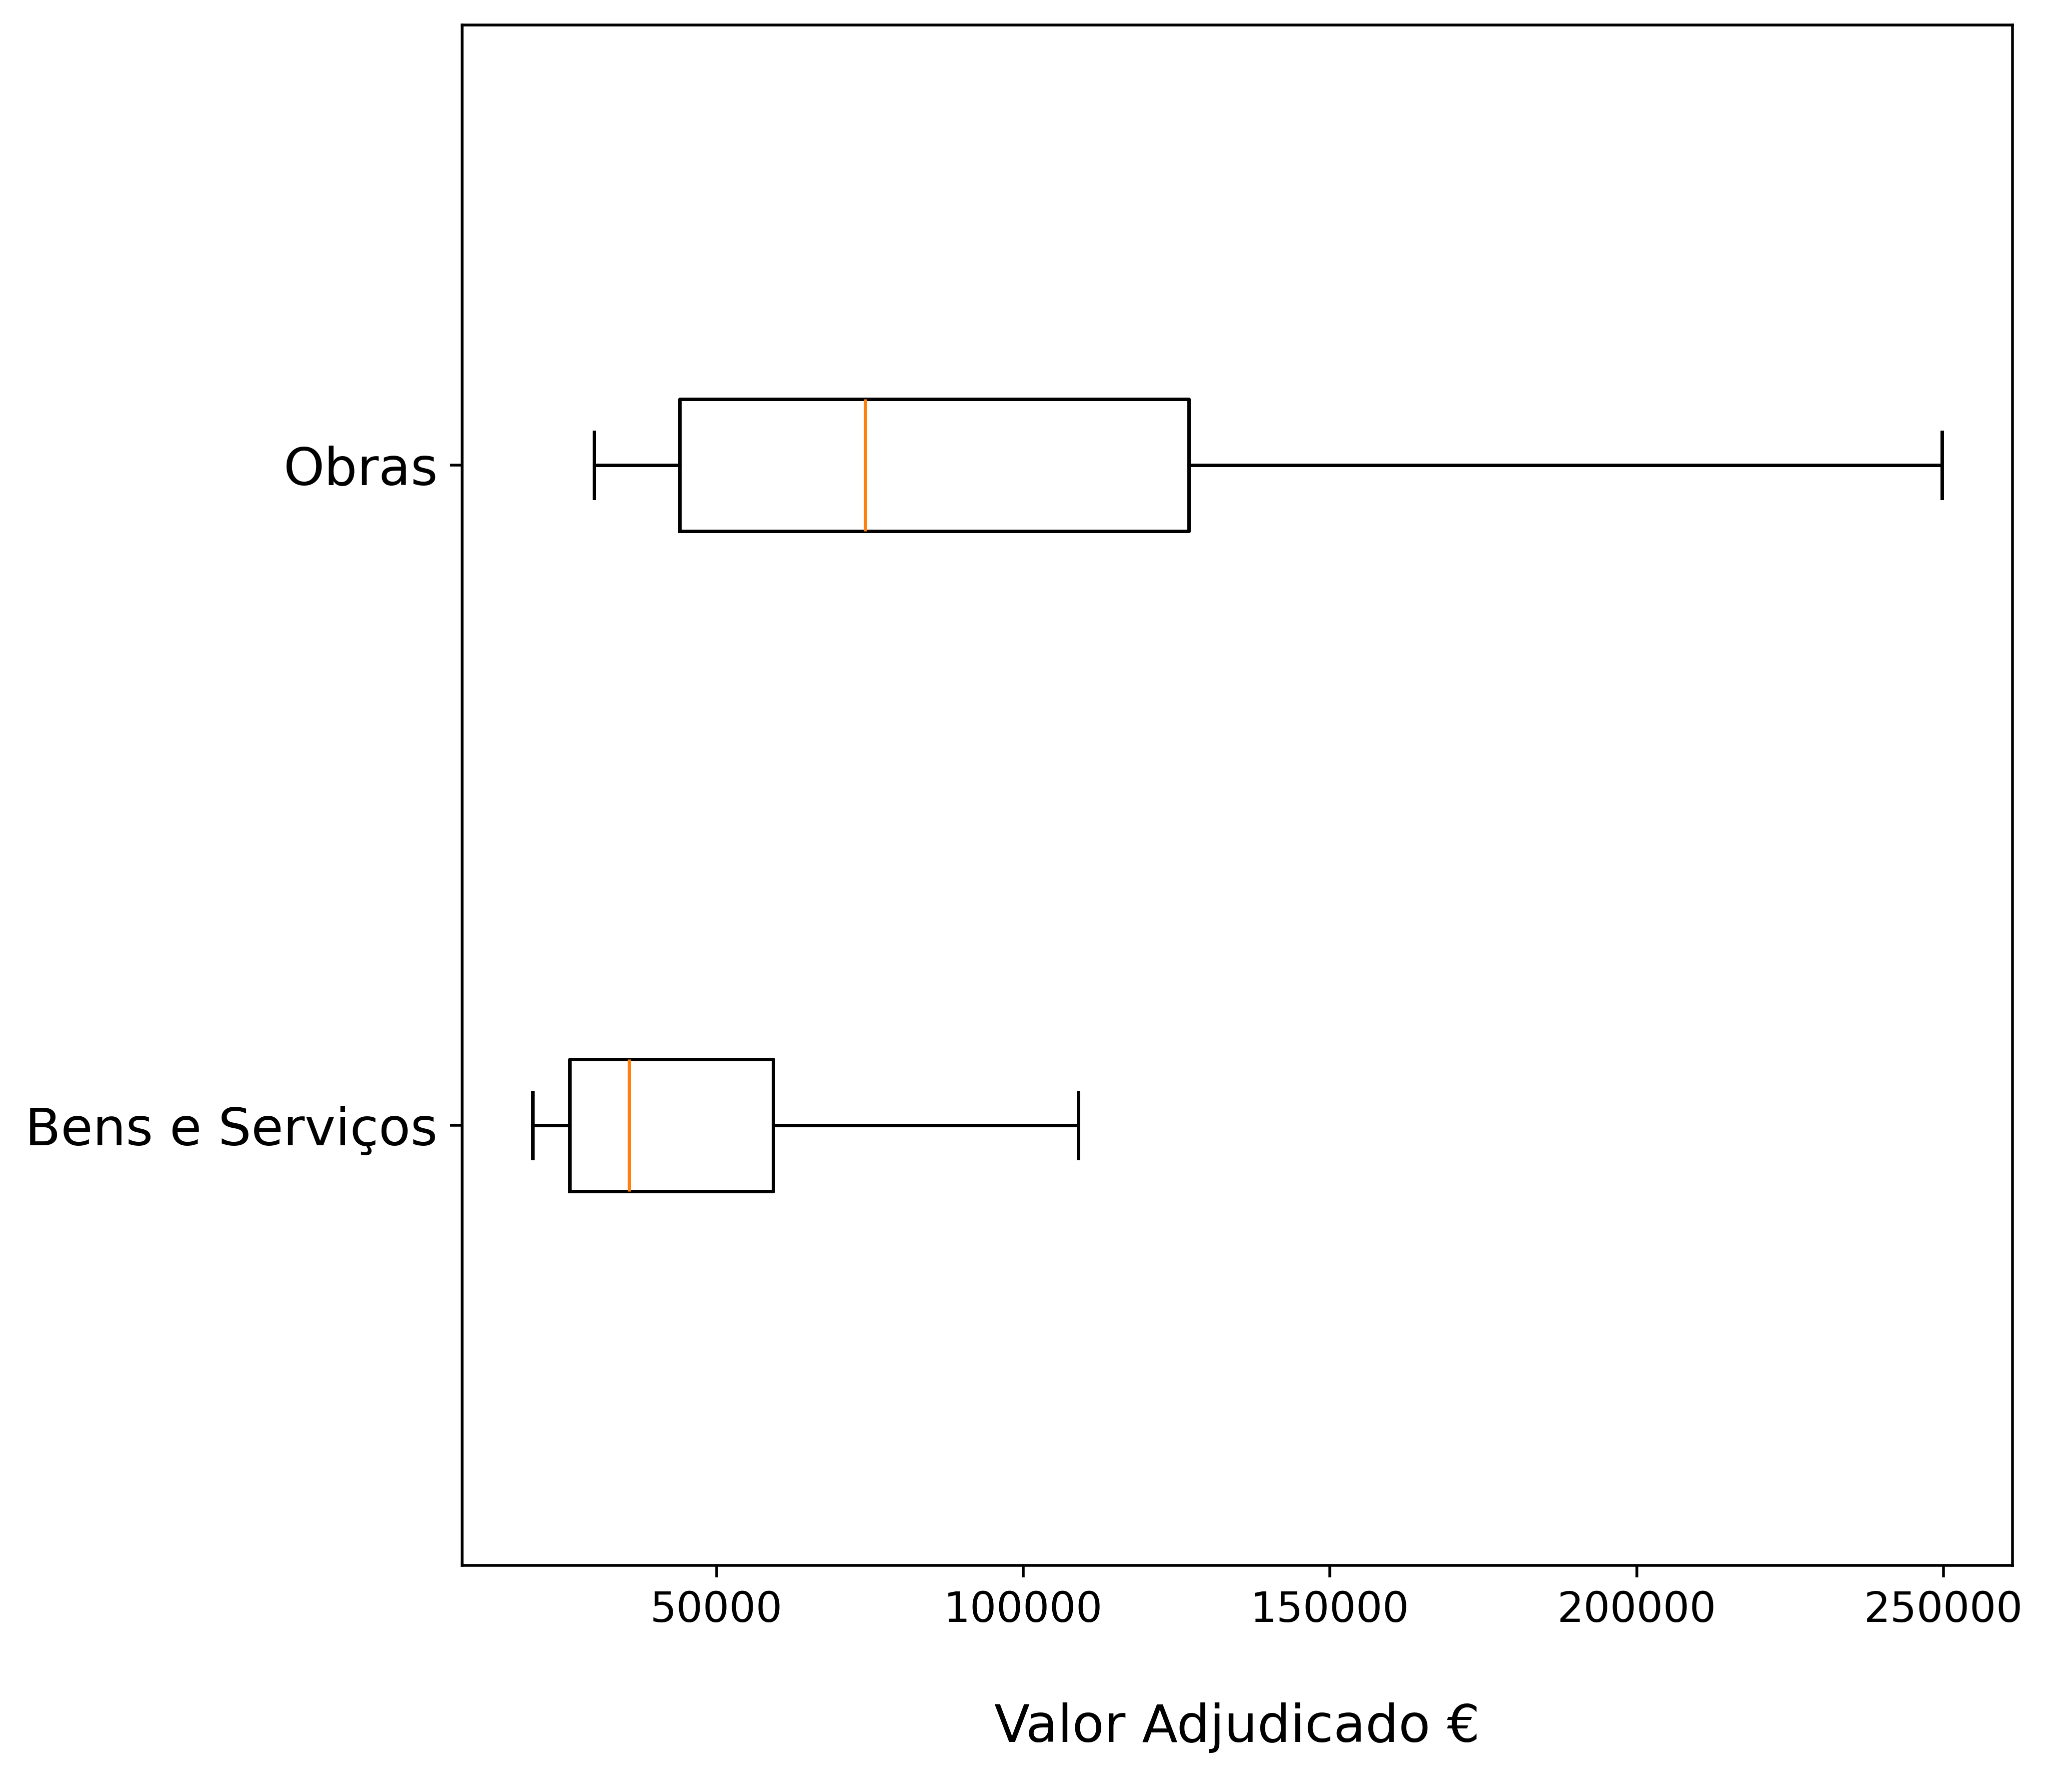 Obras
Bens e Serviços
50000 100000 150000 200000 250000
Valor Adjudicado €